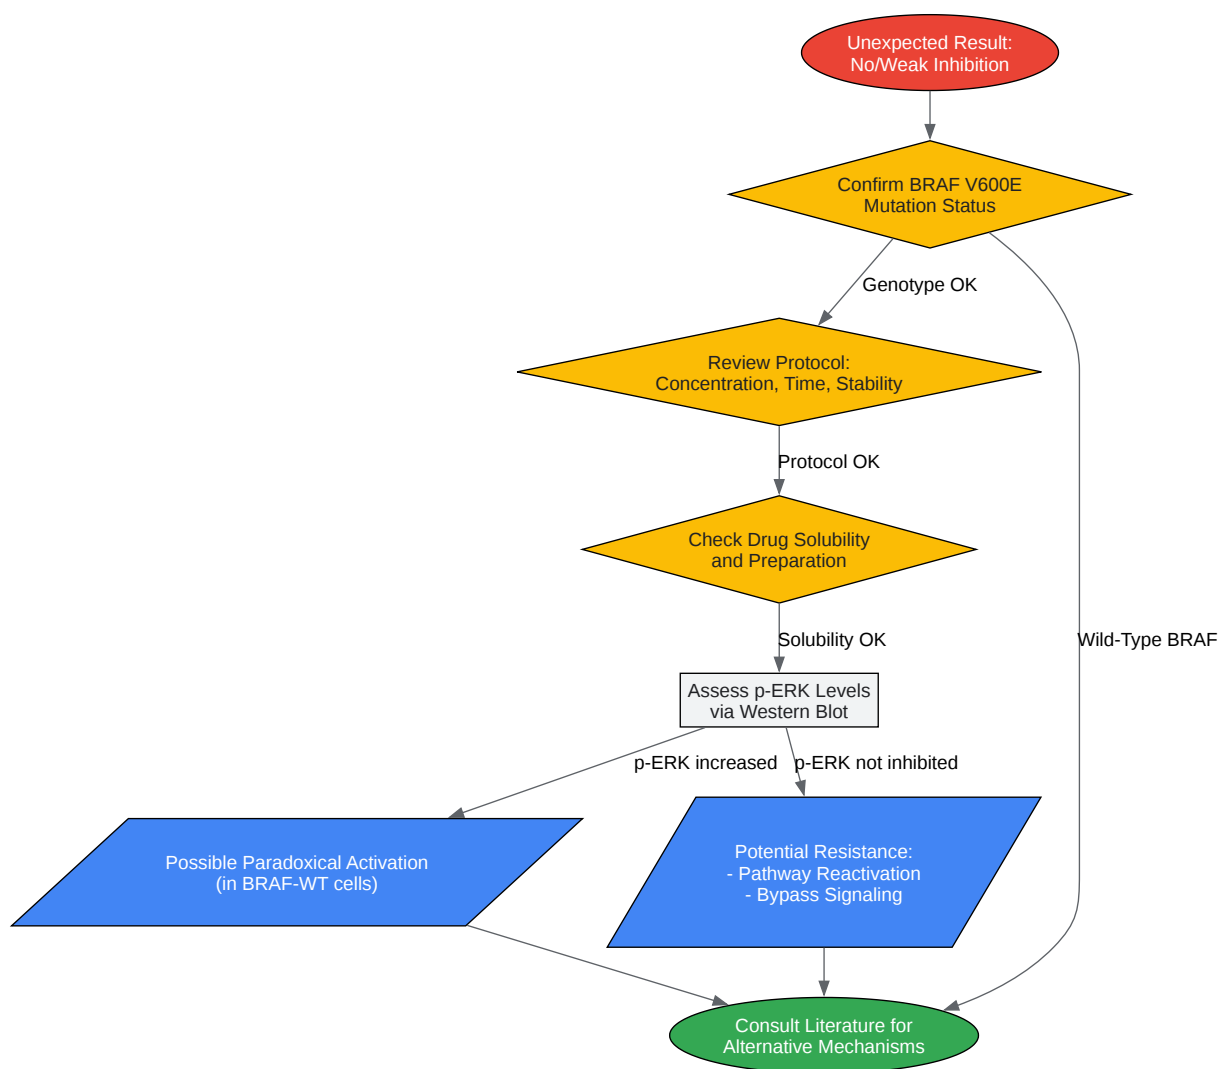 Unexpected Result:
No/Weak Inhibition
Confirm BRAF V600E
Mutation Status
Genotype OK
Review Protocol:
Concentration, Time, Stability
Protocol OK
Check Drug Solubility
and Preparation
Solubility OK
Wild-Type BRAF
Assess p-ERK Levels
via Western Blot
p-ERK increased
p-ERK not inhibited
Possible Paradoxical Activation
(in BRAF-WT cells)
Potential Resistance:
- Pathway Reactivation
- Bypass Signaling
Consult Literature for
Alternative Mechanisms